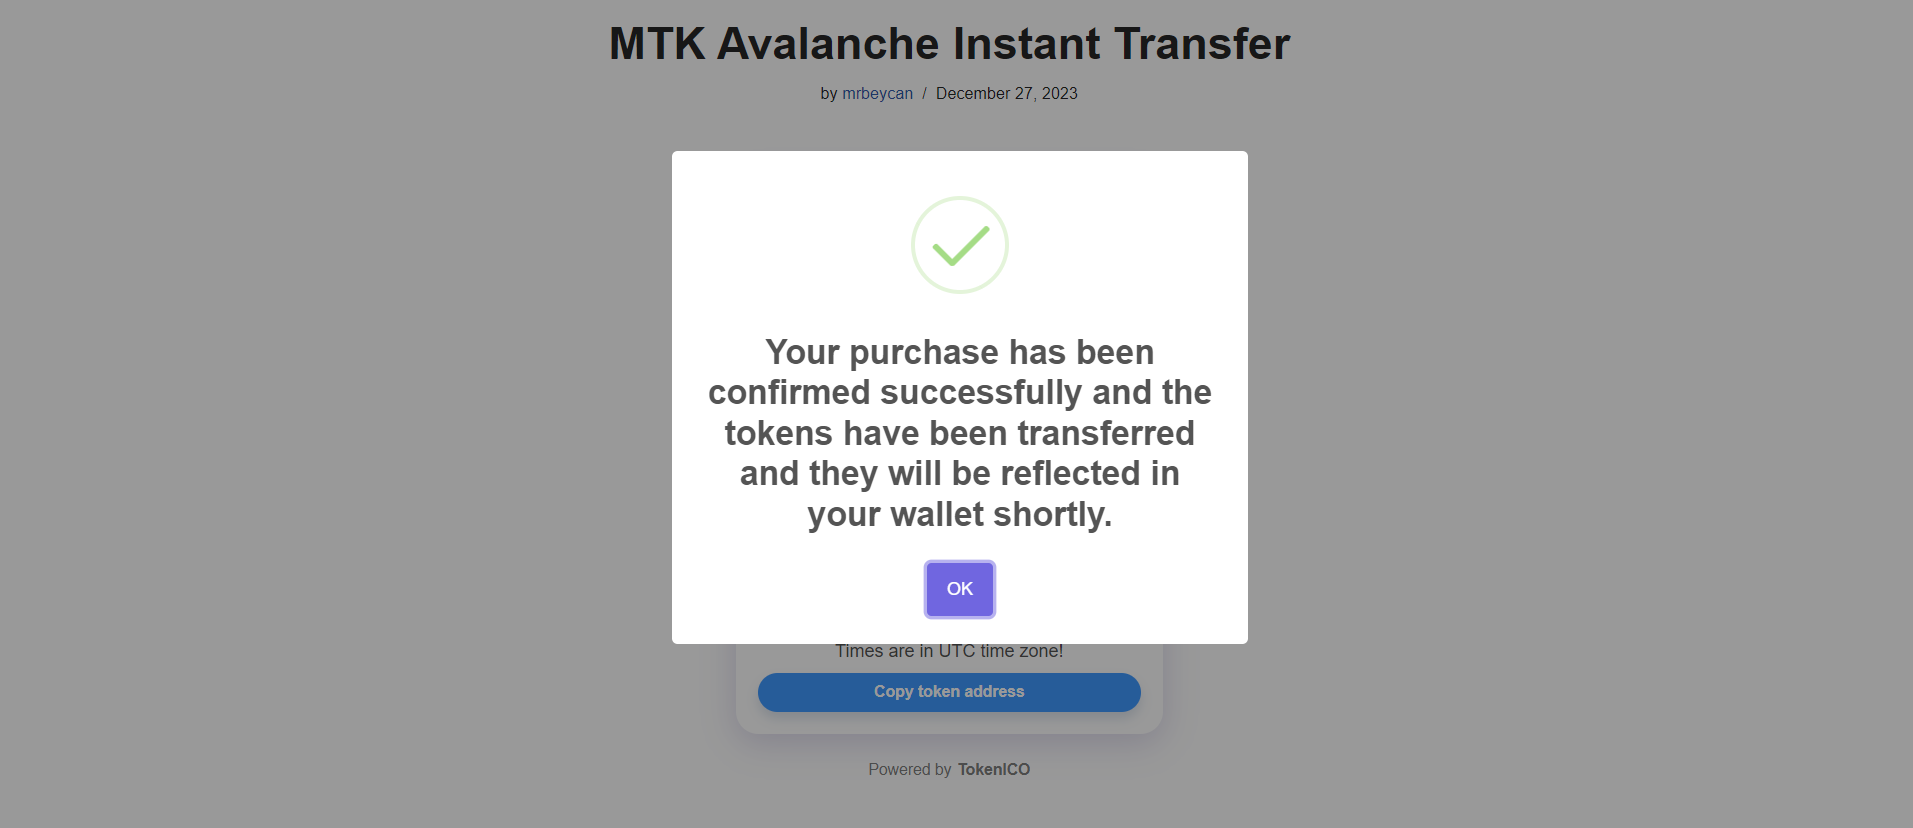 MTK Avalanche Instant Transfer
by mrbeycan / December 27, 2023
Your purchase has been
confirmed successfully and the
tokens have been transferred
and they will be reflected in
your wallet shortly.
OK
Times are in UTC time zone!
Copy token address
Powered by TokenICO